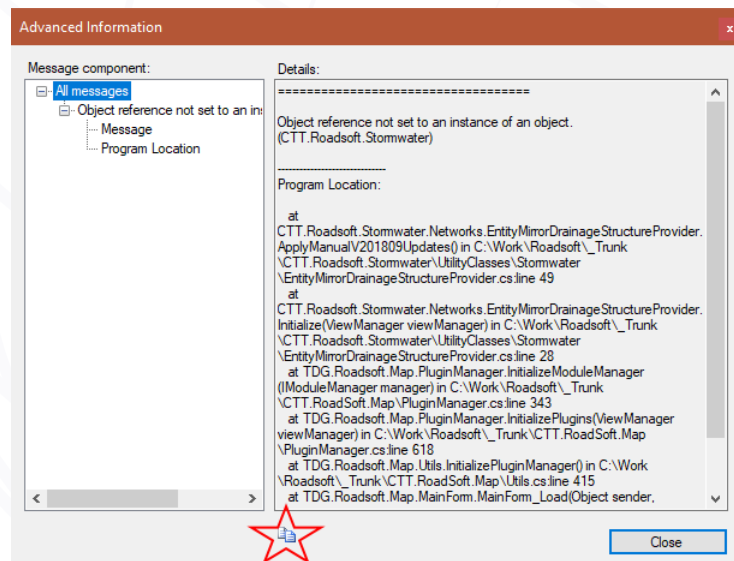 Advanced Information
x
Message component:
All messages
Object reference not set to an in
Message
Program Location
Details:
===================================
Object reference not set to an instance of an object.
(CTT.Roadsoft.Stormwater)
------------------------------
Program Location:
at
CTT.Roadsoft.Stormwater.Networks.EntityMirrorDrainageStructureProvider.
ApplyManualV201809Updates() in C:\Work\Roadsoft\_Trunk
\CTT.Roadsoft.Stormwater\UtilityClasses\Stormwater
\EntityMirrorDrainageStructureProvider.cs:line 49
at
CTT.Roadsoft.Stormwater.Networks.EntityMirrorDrainageStructureProvider.
Initialize(ViewManager viewManager) in C:\Work\Roadsoft\_Trunk
\CTT.Roadsoft.Stormwater\UtilityClasses\Stormwater
\EntityMirrorDrainageStructureProvider.cs:line 28
at TDG.Roadsoft.Map.PluginManager.InitializeModuleManager
(IModuleManager manager) in C:\Work\Roadsoft\_Trunk
\CTT.RoadSoft.Map\PluginManager.cs:line 343
at TDG.Roadsoft.Map.PluginManager.InitializePlugins(ViewManager
viewManager) in C:\Work\Roadsoft\_Trunk\CTT.RoadSoft.Map
\PluginManager.cs:line 618
at TDG.Roadsoft.Map.Utils.InitializePluginManager() in C:\Work
\Roadsoft\_Trunk\CTT.RoadSoft.Map\Utils.cs:line 415
at TDG.Roadsoft.Map.MainForm.MainForm_Load(Object sender,
Close